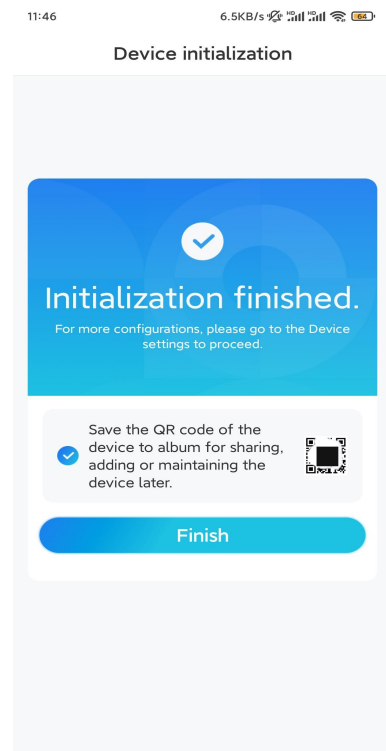 11:46
6.5KB/s HD HD 64
Device initialization
Initialization finished.
For more configurations, please go to the Device
settings to proceed.
Save the QR code of the
device to album for sharing,
adding or maintaining the
device later.
Finish